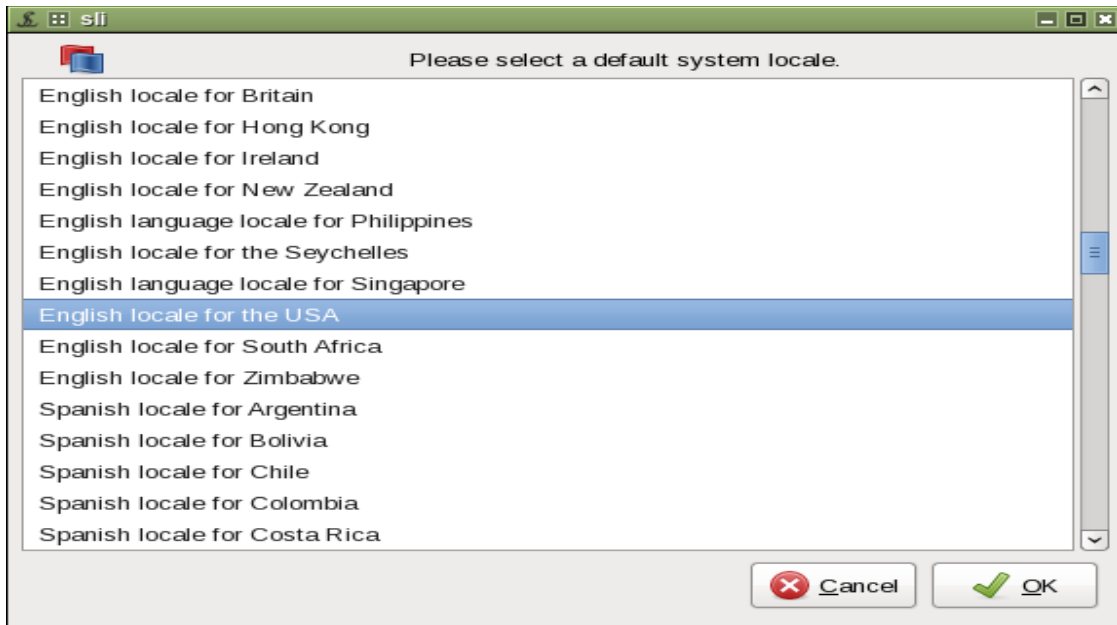 sli
Please select a default system locale.
English locale for Britain
English locale for Hong Kong
English locale for Ireland
English locale for New Zealand
English language locale for Philippines
English locale for the Seychelles
English language locale for Singapore
English locale for the USA
English locale for South Africa
English locale for Zimbabwe
Spanish locale for Argentina
Spanish locale for Bolivia
Spanish locale for Chile
Spanish locale for Colombia
Spanish locale for Costa Rica
Cancel OK